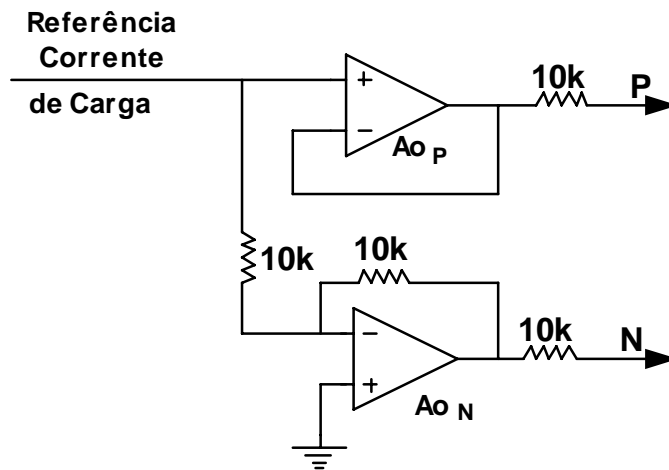 Referência
Corrente
de Carga
+
−
Ao P
10k
P
10k
10k
−
+
Ao N
10k
N